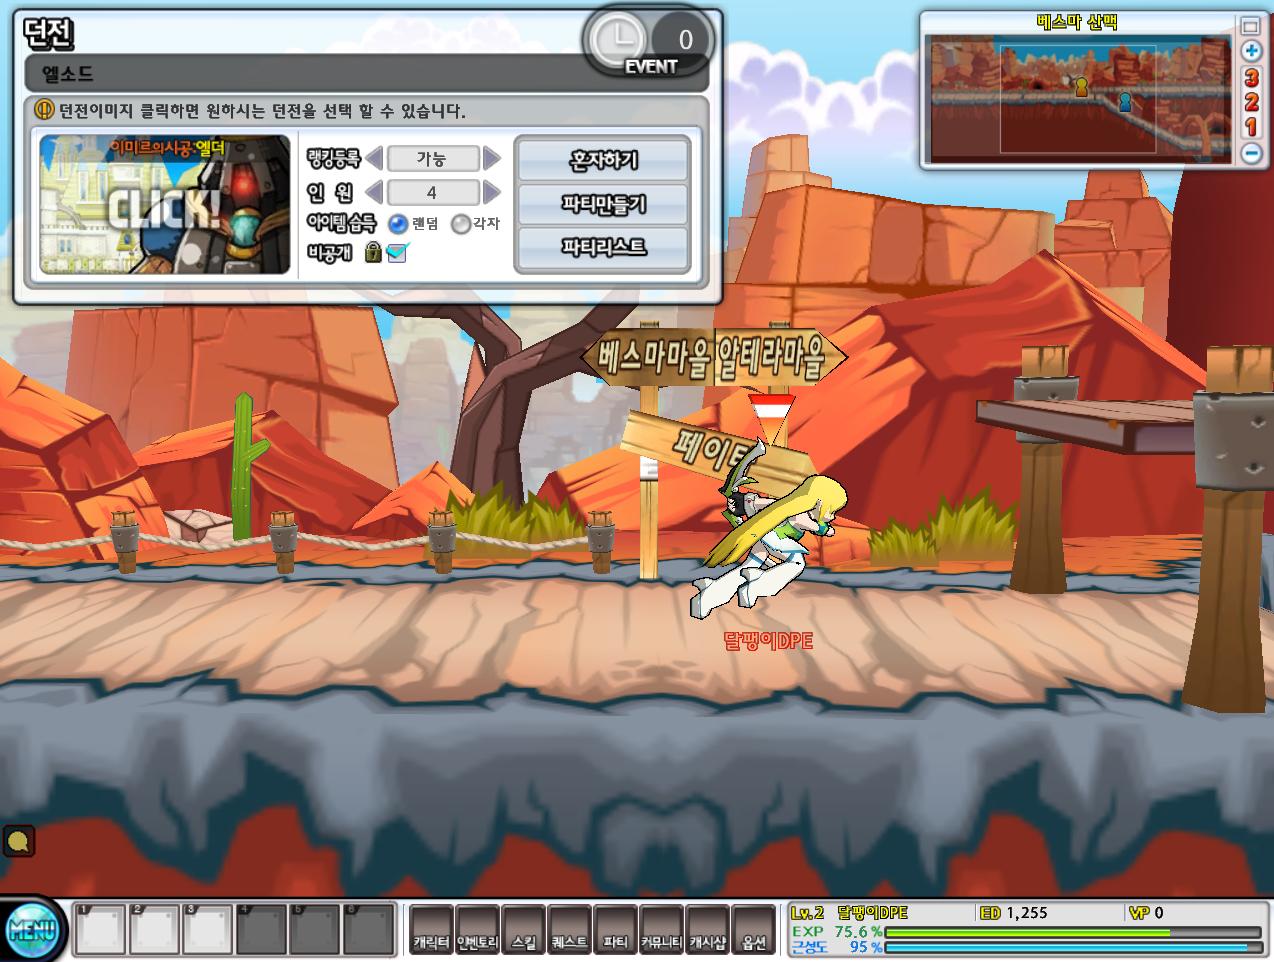 던전
0
EVENT
엘소드
던전이미지 클릭하면 원하시는 던전을 선택 할 수 있습니다.
이미르의시공:엘더
CLICK!
랭킹등록 가능
인 원 4
아이템습득 랜덤 각자
비공개
혼자하기
파티만들기
파티리스트
베스마 산맥
3
2
1
베스마마을 알테라마을
페이타
달팽이DPE
MENU
1 2 3 4 5 6
캐릭터 인벤토리 스킬 퀘스트 파티 커뮤니티 캐시샵 옵션
Lv.2 달팽이DPE ED 1,255 VP 0
EXP 75.6 %
근성도 95 %